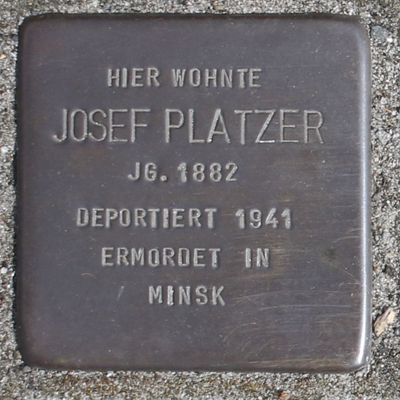 HIER WOHNTE
JOSEF PLATZER
JG. 1882
DEPORTIERT 1941
ERMORDET IN
MINSK